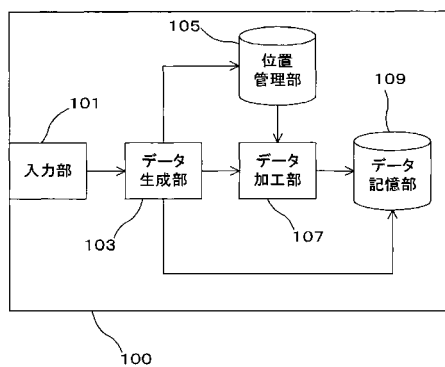 105
位置
管理部
109
101
入力部
データ
生成部
データ
加工部
データ
記憶部
103
107
100